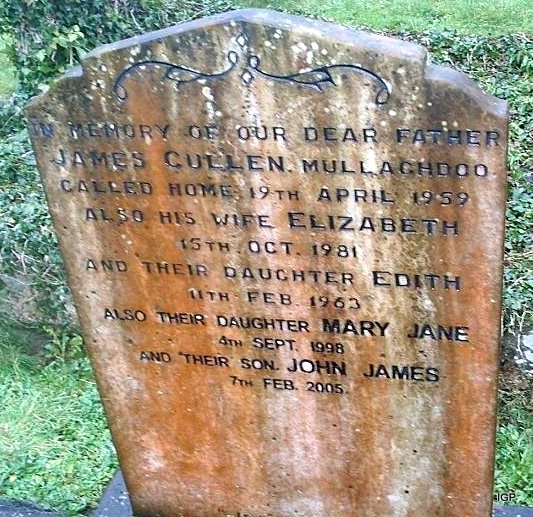 IN MEMORY OF OUR DEAR FATHER
JAMES CULLEN. MULLAGHDOO.
CALLED HOME, 19TH APRIL 1959
ALSO HIS WIFE ELIZABETH
15TH. OCT. 1981
AND THEIR DAUGHTER EDITH
11TH FEB. 1963
ALSO THEIR DAUGHTER MARY JANE
4TH SEPT. 1998
AND THEIR SON. JOHN JAMES.
7TH FEB. 2005.
IGP